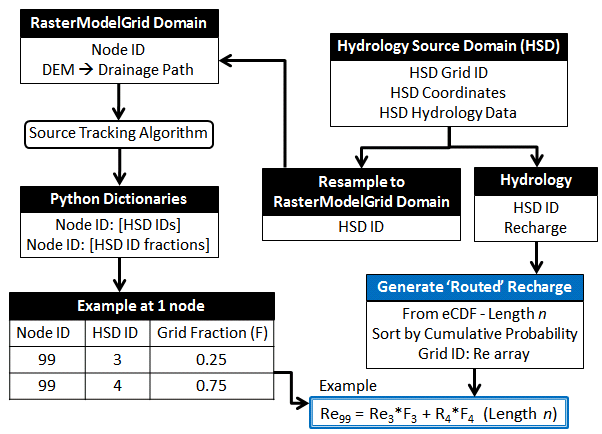 RasterModelGrid Domain
Node ID
DEM → Drainage Path
Source Tracking Algorithm
Python Dictionaries
Node ID: [HSD IDs]
Node ID: [HSD ID fractions]
Example at 1 node
Node ID HSD ID Grid Fraction (F)
99 3 0.25
99 4 0.75
Hydrology Source Domain (HSD)
HSD Grid ID
HSD Coordinates
HSD Hydrology Data
Resample to
RasterModelGrid Domain
HSD ID
Hydrology
HSD ID
Recharge
Generate ‘Routed’ Recharge
From eCDF - Length n
Sort by Cumulative Probability
Grid ID: Re array
Example
Re₉₉ = Re₃*F₃ + R₄*F₄ (Length n)